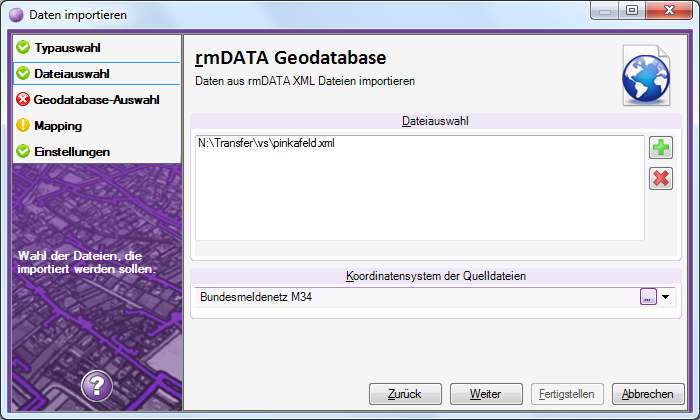 Daten importieren
Typauswahl
Dateiauswahl
Geodatabase-Auswahl
Mapping
Einstellungen
Wahl der Dateien, die
importiert werden sollen.
?
rmDATA Geodatabase
Daten aus rmDATA XML Dateien importieren
Dateiauswahl
N:\Transfer\vs\pinkafeld.xml
Koordinatensystem der Quelldateien
Bundesmeldenetz M34
...
Zurück
Weiter
Fertigstellen
Abbrechen